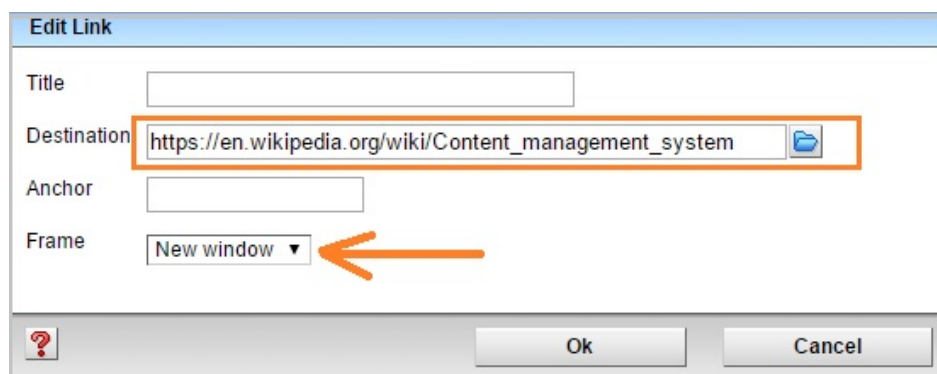 Edit Link
Title
Destination https://en.wikipedia.org/wiki/Content_management_system
Anchor
Frame New window ▼
? Ok Cancel